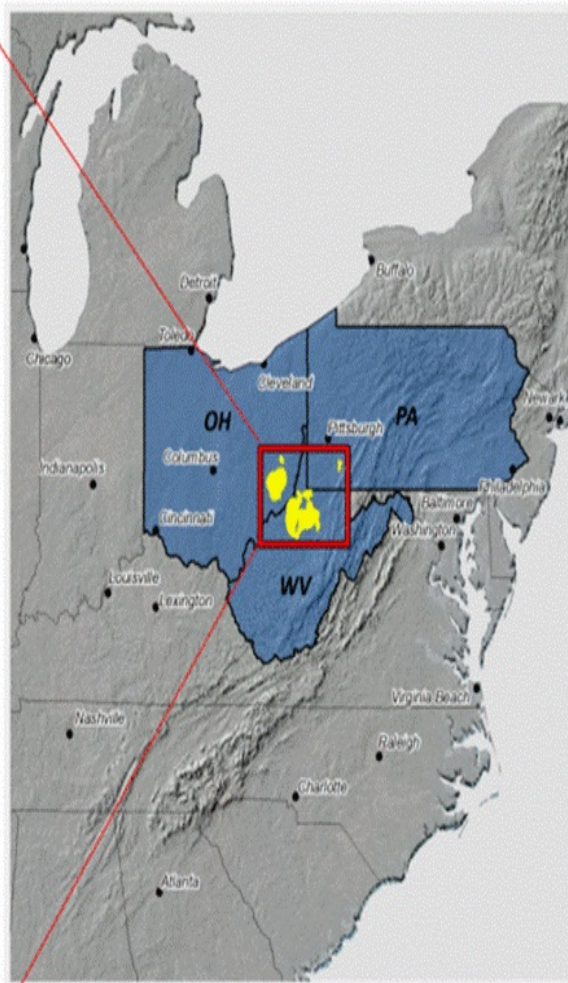 Buffalo
Detroit
Toledo
Chicago
Cleveland
Newark
OH
PA
Pittsburgh
Columbus
Indianapolis
Philadelphia
Baltimore
Cincinnati
Washington
Louisville
WV
Lexington
Virginia Beach
Nashville
Raleigh
Charlotte
Atlanta